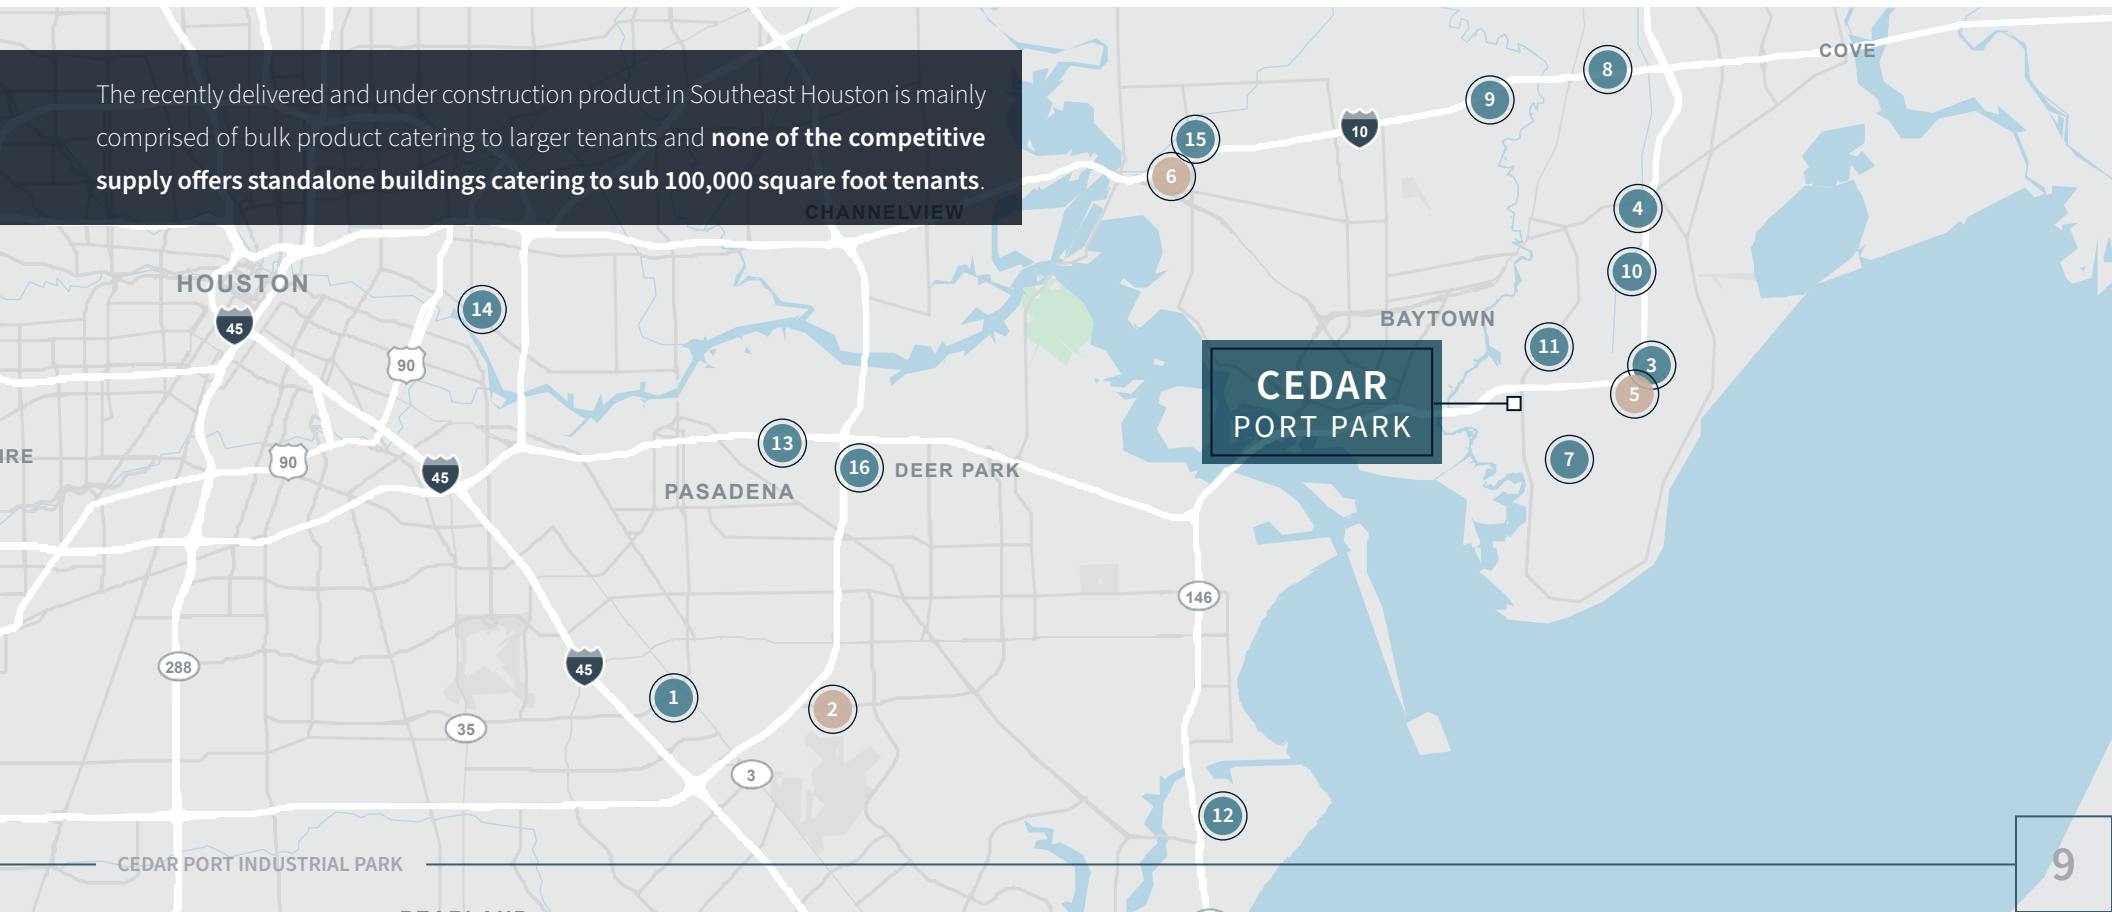 The recently delivered and under construction product in Southeast Houston is mainly
comprised of bulk product catering to larger tenants and none of the competitive
supply offers standalone buildings catering to sub 100,000 square foot tenants.
COVE
8
9
10
15
6
CHANNELVIEW
4
10
HOUSTON
45
14
90
BAYTOWN
11
3
5
CEDAR
PORT PARK
7
13
16
DEER PARK
PASADENA
IRE
90
45
146
288
45
1
2
35
3
12
CEDAR PORT INDUSTRIAL PARK
9